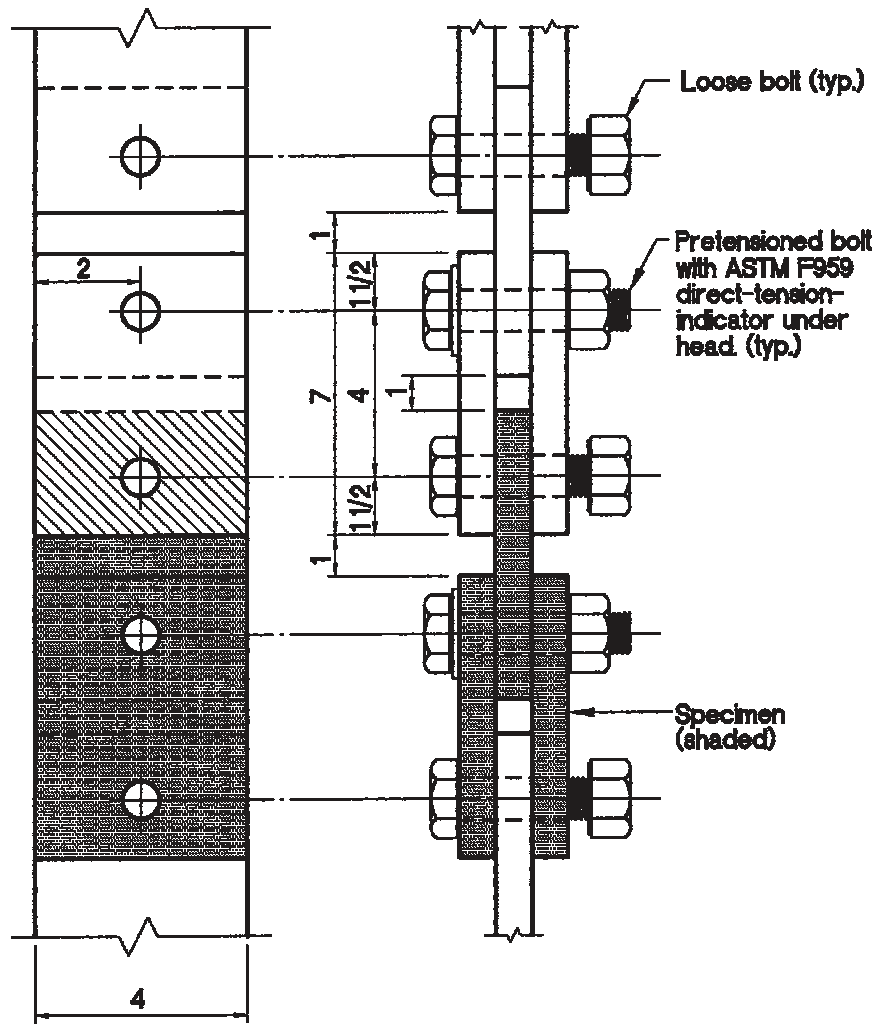 Loose bolt (typ.)
Pretensioned bolt
with ASTM F959
direct-tension-
indicator under
head. (typ.)
2
1
1 1/2
7
4
1
1 1/2
1
Specimen
(shaded)
4